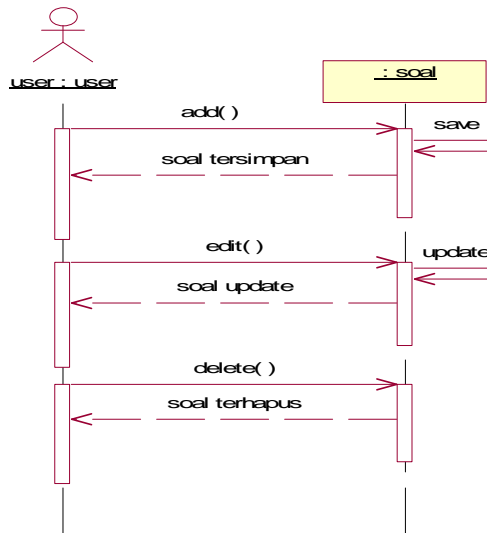 user : user
: soal
add( )
save
soal tersimpan
edit( )
update
soal update
delete( )
soal terhapus